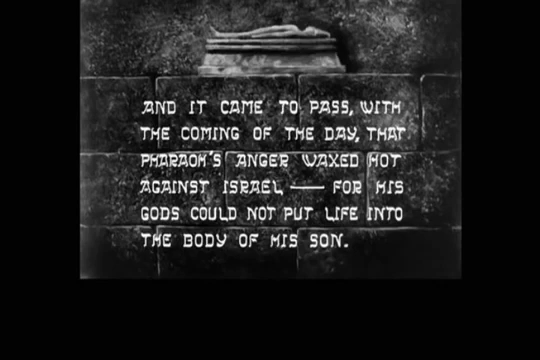 AND IT CAME TO PASS, WITH
THE COMING OF THE DAY, THAT
PHARAOH'S ANGER WAXED HOT
AGAINST ISRAEL — FOR HIS
GODS COULD NOT PUT LIFE INTO
THE BODY OF HIS SON.